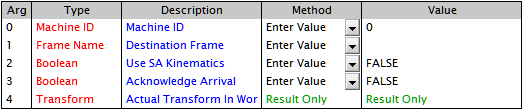 Arg Type Description Method Value
0 Machine ID Machine ID Enter Value 0
1 Frame Name Destination Frame Enter Value
2 Boolean Use SA Kinematics Enter Value FALSE
3 Boolean Acknowledge Arrival Enter Value FALSE
4 Transform Actual Transform In Wor Result Only Result Only